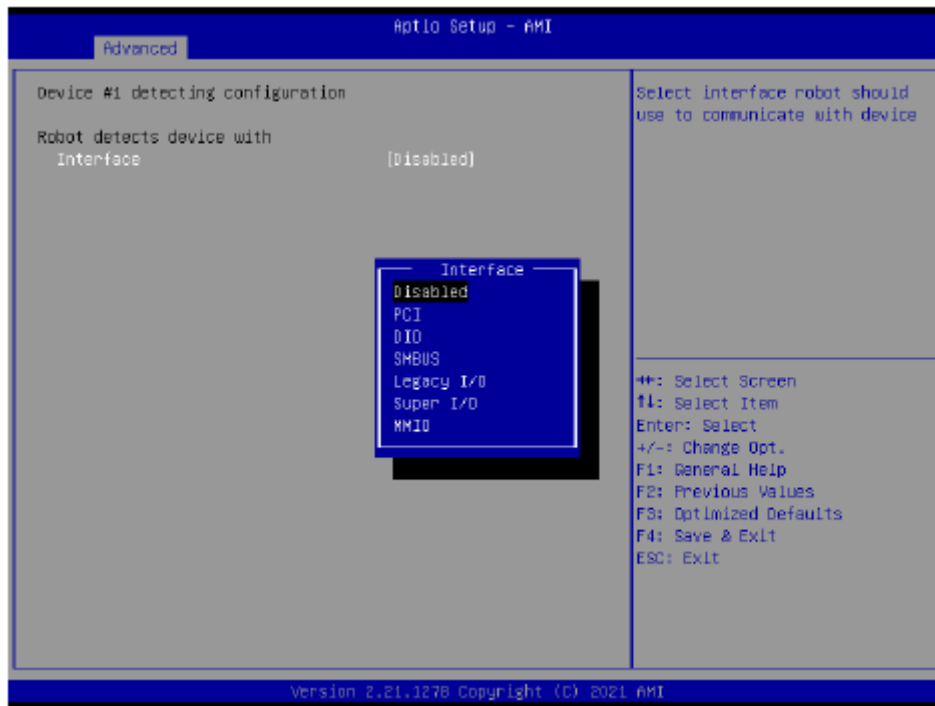 Aptio Setup - AMI
Advanced
Device #1 detecting configuration
Robot detects device with
Interface [Disabled]
Interface
Disabled
PCI
DIO
SMBUS
Legacy I/O
Super I/O
MMIO
Select interface robot should
use to communicate with device
→←: Select Screen
↑↓: Select Item
Enter: Select
+/-: Change Opt.
F1: General Help
F2: Previous Values
F3: Optimized Defaults
F4: Save & Exit
ESC: Exit
Version 2.21.1278 Copyright (C) 2021 AMI